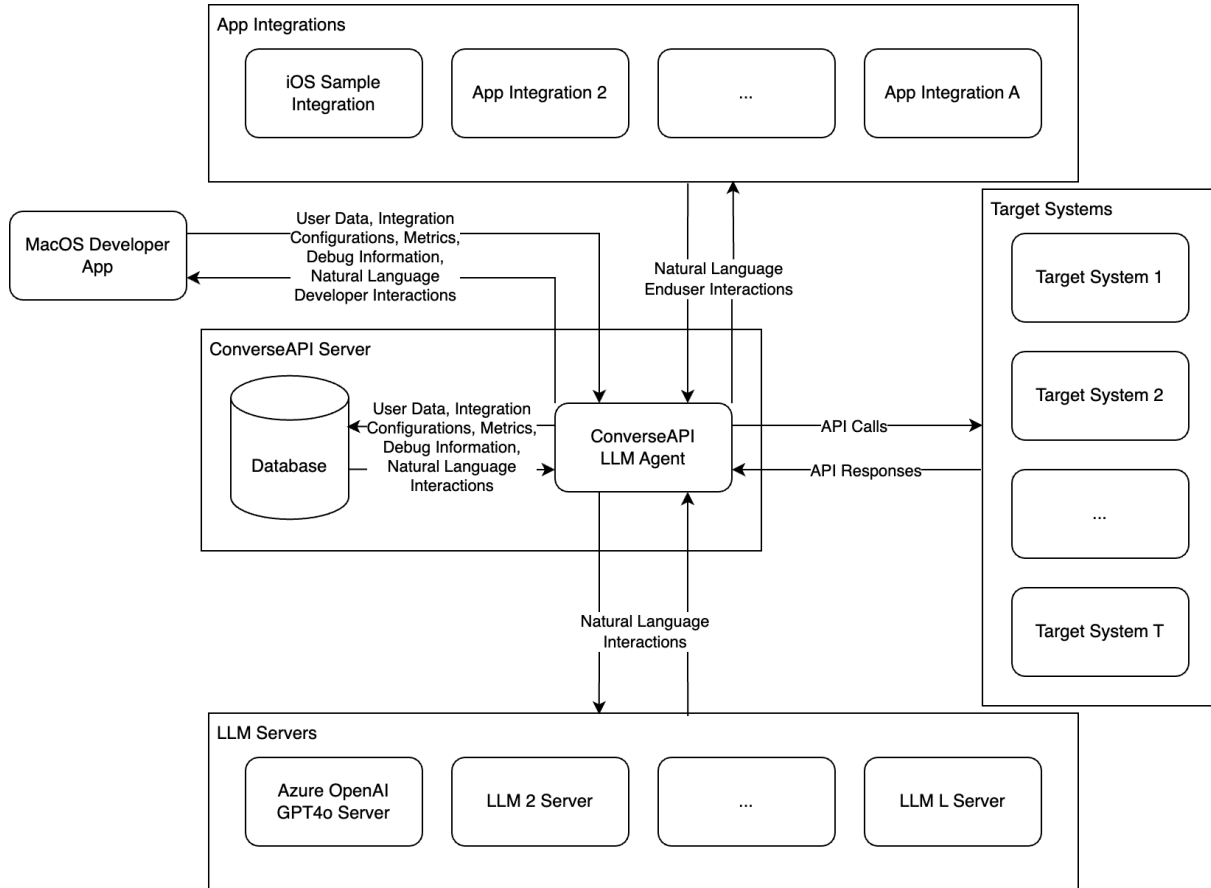 App Integrations
iOS Sample
Integration
App Integration 2
...
App Integration A
MacOS Developer
App
User Data, Integration
Configurations, Metrics,
Debug Information,
Natural Language
Developer Interactions
Natural Language
Enduser Interactions
Target Systems
Target System 1
Target System 2
...
Target System T
ConverseAPI Server
Database
User Data, Integration
Configurations, Metrics,
Debug Information,
Natural Language
Interactions
ConverseAPI
LLM Agent
API Calls
API Responses
Natural Language
Interactions
LLM Servers
Azure OpenAI
GPT4o Server
LLM 2 Server
...
LLM L Server